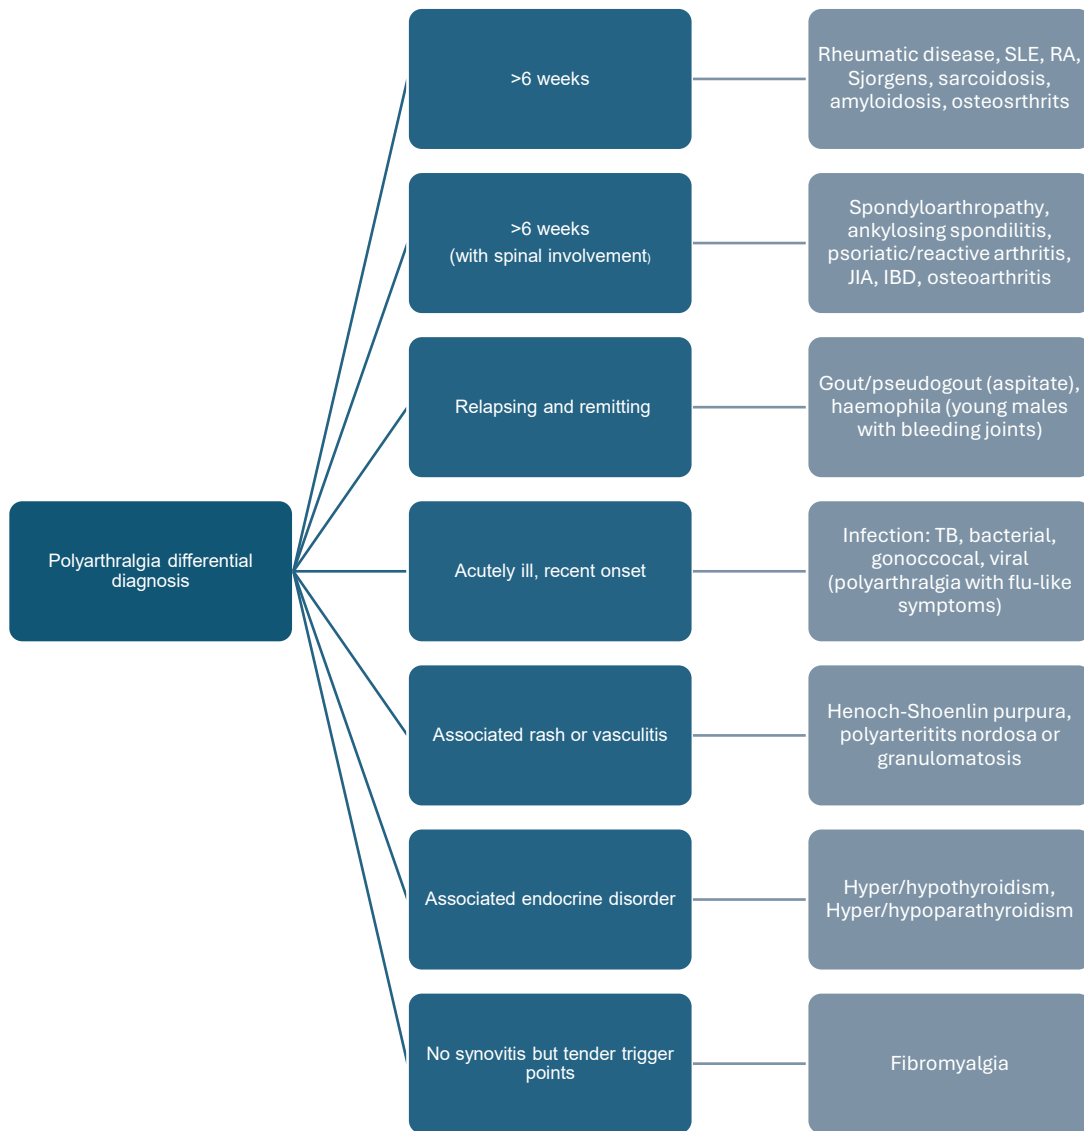 >6 weeks
Rheumatic disease, SLE, RA,
Sjorgens, sarcoidosis,
amyloidosis, osteosrthrits
>6 weeks
(with spinal involvement)
Spondyloarthropathy,
ankylosing spondilitis,
psoriatic/reactive arthritis,
JIA, IBD, osteoarthritis
Relapsing and remitting
Gout/pseudogout (aspitate),
haemophila (young males
with bleeding joints)
Polyarthralgia differential
diagnosis
Acutely ill, recent onset
Infection: TB, bacterial,
gonoccocal, viral
(polyarthralgia with flu-like
symptoms)
Associated rash or vasculitis
Henoch-Shoenlin purpura,
polyarteritits nordosa or
granulomatosis
Associated endocrine disorder
Hyper/hypothyroidism,
Hyper/hypoparathyroidism
No synovitis but tender trigger
points
Fibromyalgia